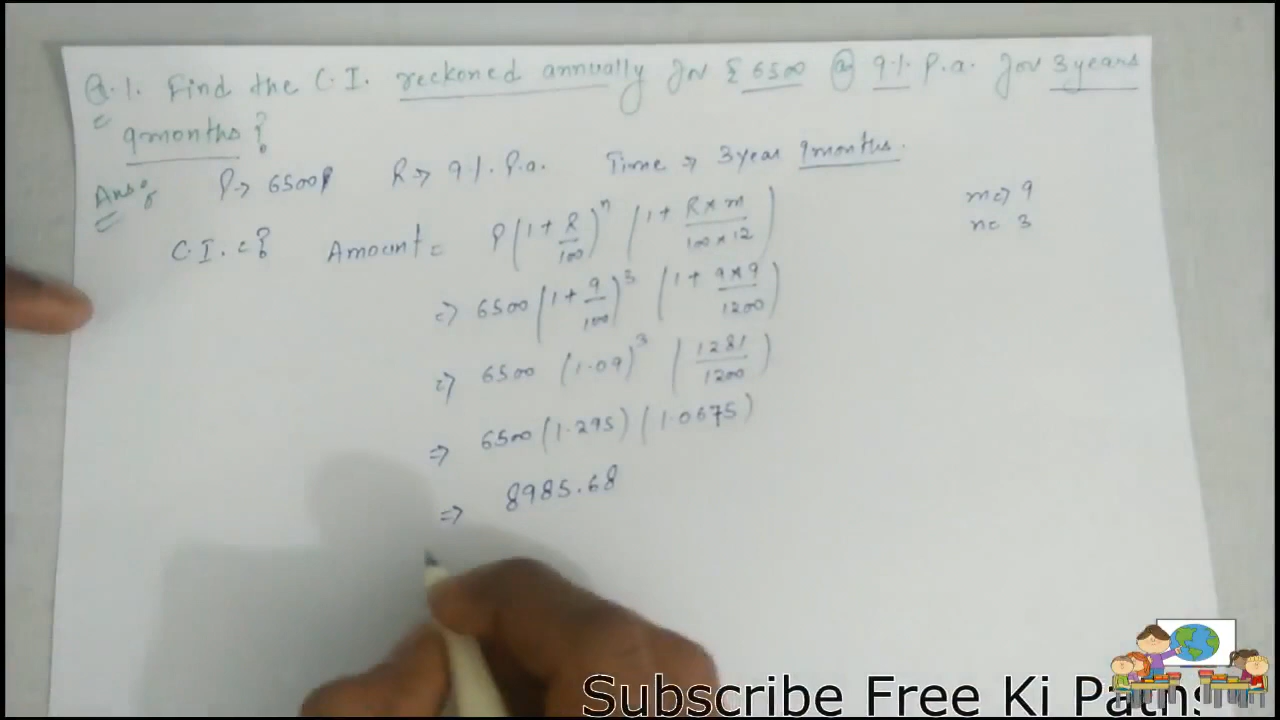 Q.1. Find the C.I. reckoned annually for ₹ 6500 @ 9% P.a. for 3 years
9 months ?
Ans: P → 6500 R → 9% P.a. Time → 3 year 9 months.
m → 9
n = 3
C.I. = ? Amount = P(1 + R/100)^n (1 + R×m/100×12)
=> 6500 (1 + 9/100)^3 (1 + 9×9/1200)
=> 6500 (1.09)^3 (1281/1200)
=> 6500 (1.295) (1.0675)
=> 8985.68
Subscribe Free Ki Paths